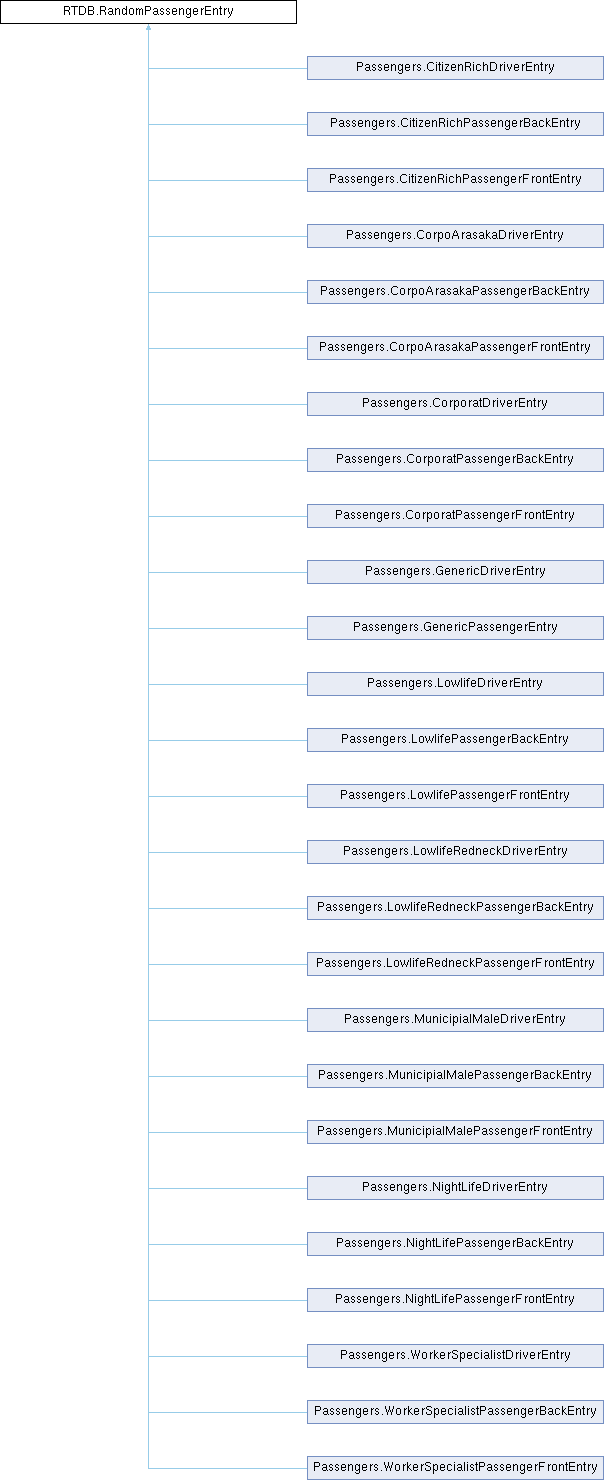 RTDB.RandomPassengerEntry
Passengers.CitizenRichDriverEntry
Passengers.CitizenRichPassengerBackEntry
Passengers.CitizenRichPassengerFrontEntry
Passengers.CorpoArasakaDriverEntry
Passengers.CorpoArasakaPassengerBackEntry
Passengers.CorpoArasakaPassengerFrontEntry
Passengers.CorporatDriverEntry
Passengers.CorporatPassengerBackEntry
Passengers.CorporatPassengerFrontEntry
Passengers.GenericDriverEntry
Passengers.GenericPassengerEntry
Passengers.LowlifeDriverEntry
Passengers.LowlifePassengerBackEntry
Passengers.LowlifePassengerFrontEntry
Passengers.LowlifeRedneckDriverEntry
Passengers.LowlifeRedneckPassengerBackEntry
Passengers.LowlifeRedneckPassengerFrontEntry
Passengers.MunicipialMaleDriverEntry
Passengers.MunicipialMalePassengerBackEntry
Passengers.MunicipialMalePassengerFrontEntry
Passengers.NightLifeDriverEntry
Passengers.NightLifePassengerBackEntry
Passengers.NightLifePassengerFrontEntry
Passengers.WorkerSpecialistDriverEntry
Passengers.WorkerSpecialistPassengerBackEntry
Passengers.WorkerSpecialistPassengerFrontEntry